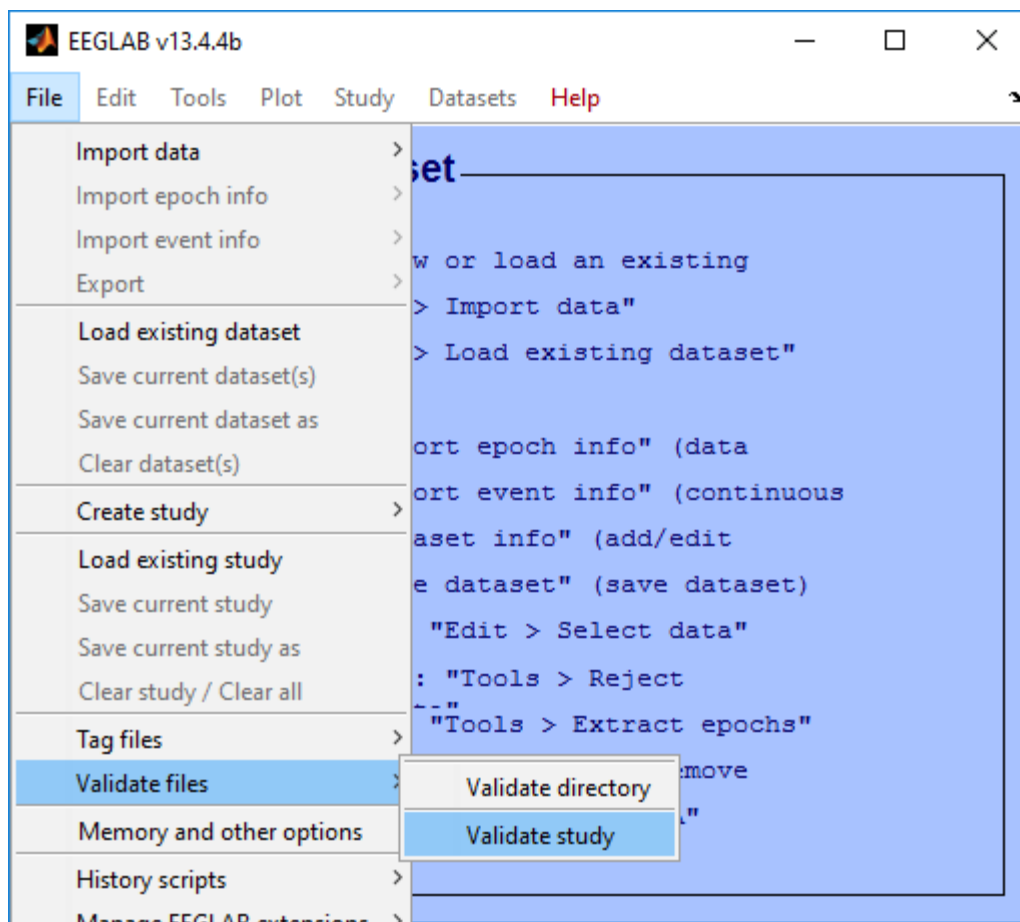 EEGLAB v13.4.4b
File Edit Tools Plot Study Datasets Help
Import data
Import epoch info
Import event info
Export
Load existing dataset
Save current dataset(s)
Save current dataset as
Clear dataset(s)
Create study
Load existing study
Save current study
Save current study as
Clear study / Clear all
Tag files
Validate files
Memory and other options
History scripts
Manage EEGLAB extensions
Validate directory
Validate study
set
w or load an existing
> Import data"
> Load existing dataset"
ort epoch info" (data
ort event info" (continuous
aset info" (add/edit
e dataset" (save dataset)
"Edit > Select data"
: "Tools > Reject
"Tools > Extract epochs"
move
"